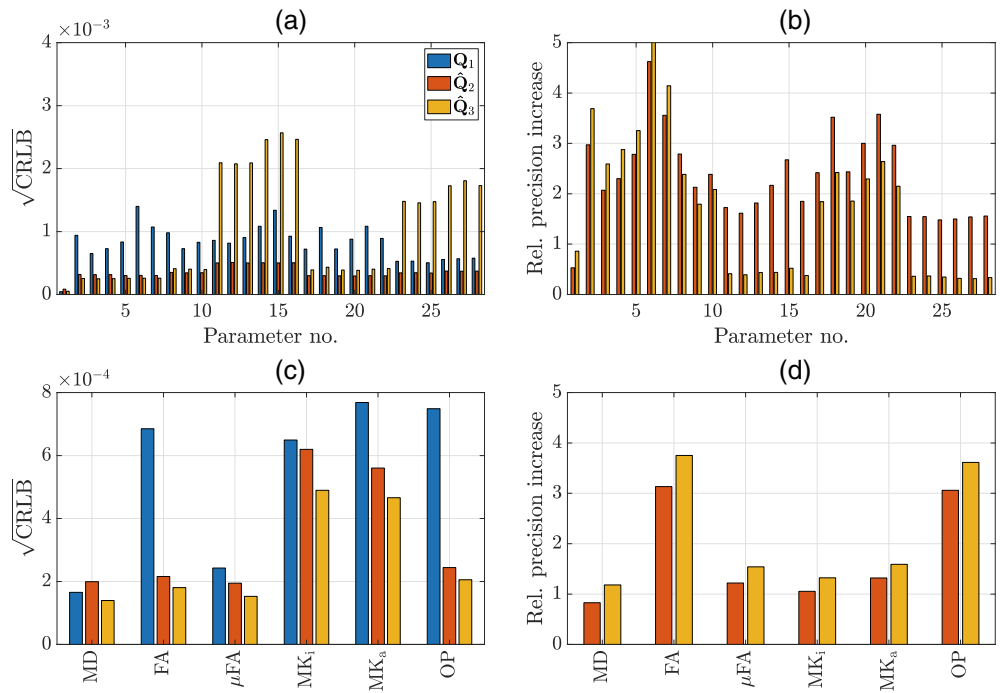 (a)
×10⁻³
4
3
2
1
0
√CRLB
5
10
15
20
25
Parameter no.
Q₁
Q̂₂
Q̂₃
(b)
5
4
3
2
1
0
Rel. precision increase
5
10
15
20
25
Parameter no.
(c)
×10⁻⁴
8
6
4
2
0
√CRLB
MD
FA
μFA
MKᵢ
MKₐ
OP
(d)
5
4
3
2
1
0
Rel. precision increase
MD
FA
μFA
MKᵢ
MKₐ
OP